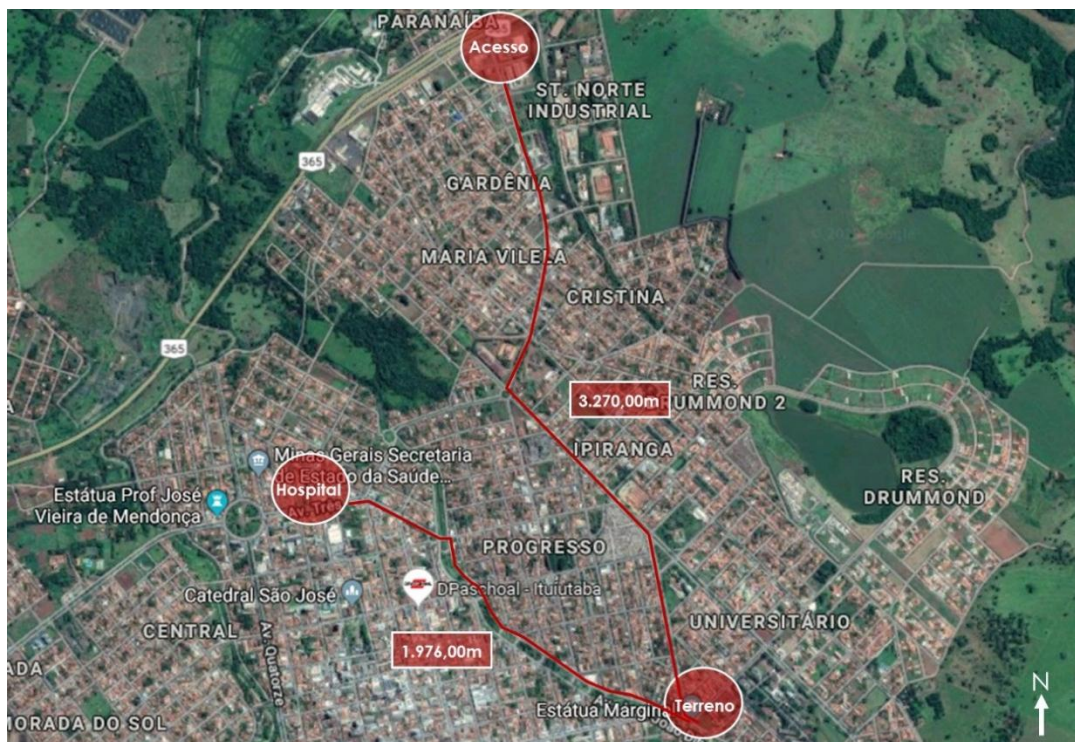 PARANAÍBA
Acesso
ST. NORTE
INDUSTRIAL
365
GARDÊNIA
MARIA VILELA
CRISTINA
365
RES.
DRUMMOND 2
3.270,00m
IPIRANGA
Minas Gerais Secretaria
de Estado da Saúde...
Hospital
Estátua Prof José
Vieira de Mendonça
RES.
DRUMMOND
PROGRESSO
DPaschoal - Ituiutaba
Catedral São José
CENTRAL
UNIVERSITÁRIO
1.976,00m
Av. Quatorze
ADA
MORADA DO SOL
Estátua Margina
Terreno
N